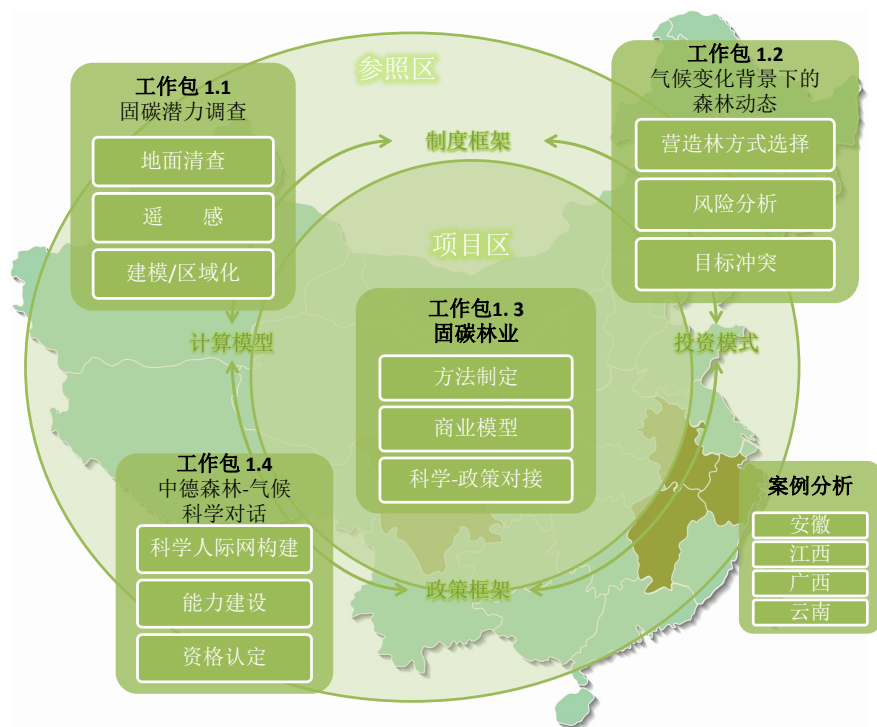 参照区
工作包 1.1
固碳潜力调查
地面清查
遥 感
建模/区域化
工作包 1.2
气候变化背景下的
森林动态
营造林方式选择
风险分析
目标冲突
制度框架
项目区
工作包1. 3
固碳林业
方法制定
商业模型
科学-政策对接
计算模型
投资模式
工作包 1.4
中德森林-气候
科学对话
科学人际网构建
能力建设
资格认定
政策框架
案例分析
安徽
江西
广西
云南